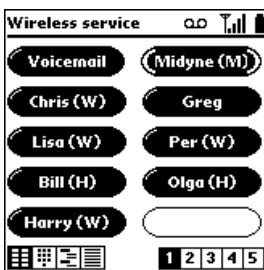 Wireless service
Voicemail Midyne (M)
Chris (W) Greg
Lisa (W) Per (W)
Bill (H) Olga (H)
Harry (W)
1 2 3 4 5